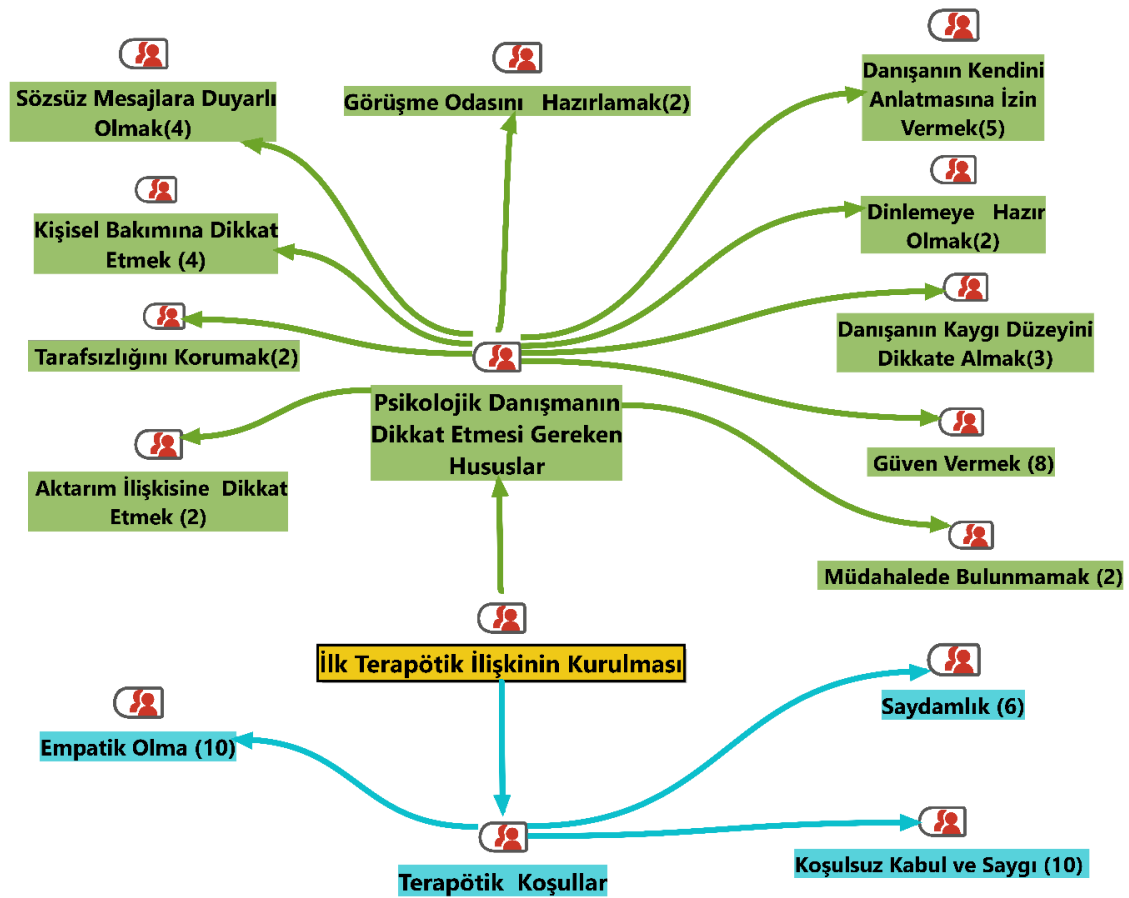 Sözsüz Mesajlara Duyarlı
Olmak(4)
Görüşme Odasını Hazırlamak(2)
Danışanın Kendini
Anlatmasına İzin
Vermek(5)
Kişisel Bakımına Dikkat
Etmek (4)
Dinlemeye Hazır
Olmak(2)
Tarafsızlığını Korumak(2)
Danışanın Kaygı Düzeyini
Dikkate Almak(3)
Psikolojik Danışmanın
Dikkat Etmesi Gereken
Hususlar
Güven Vermek (8)
Aktarım İlişkisine Dikkat
Etmek (2)
Müdahalede Bulunmamak (2)
İlk Terapötik İlişkinin Kurulması
Saydamlık (6)
Empatik Olma (10)
Koşulsuz Kabul ve Saygı (10)
Terapötik Koşullar